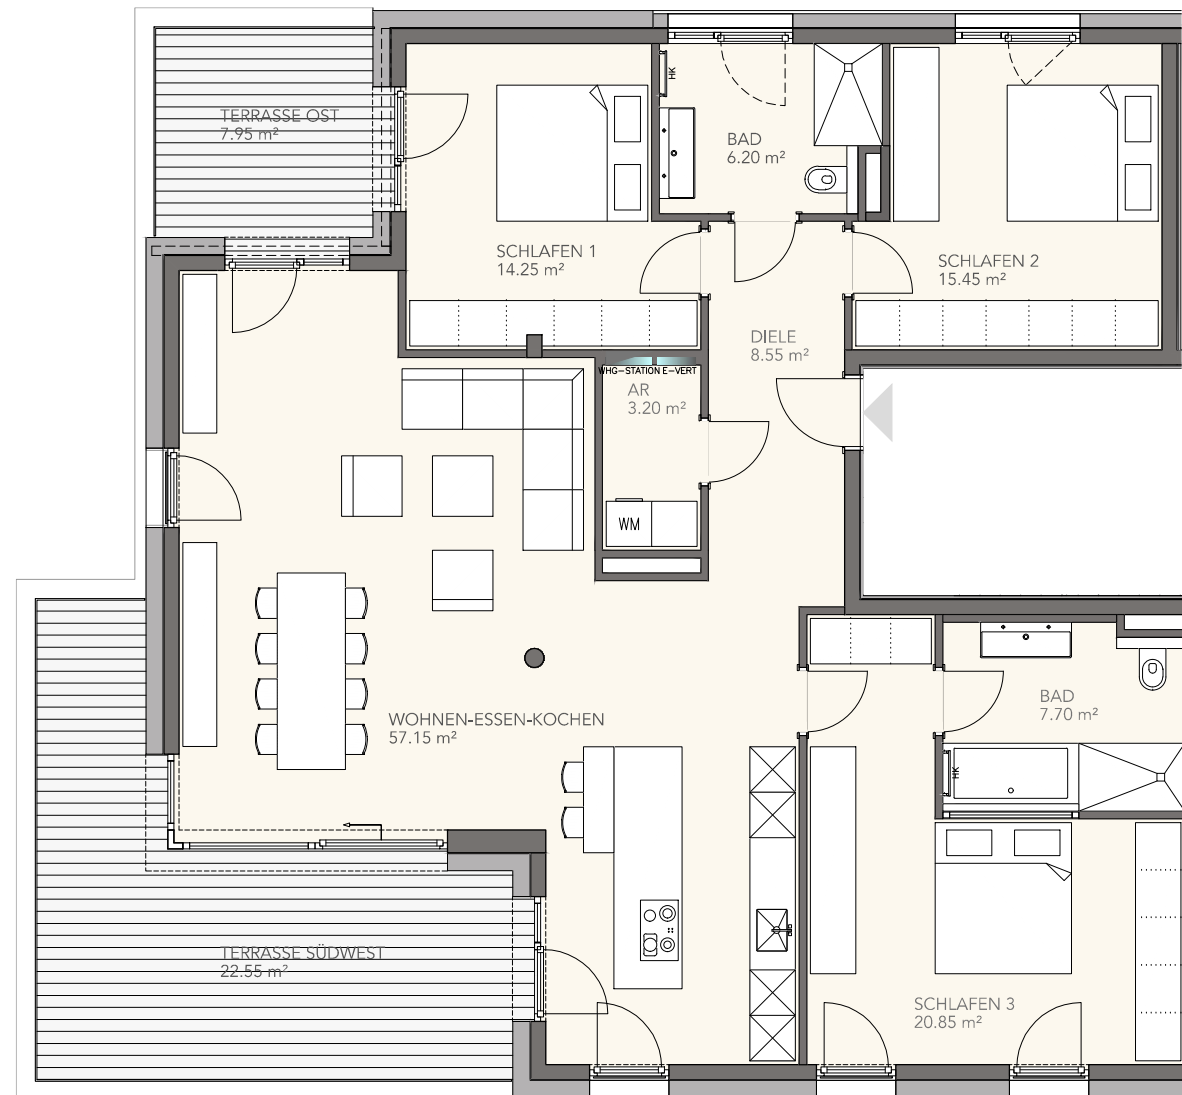 TERRASSE OST
7.95 m²
HK
BAD
6.20 m²
SCHLAFEN 1
14.25 m²
SCHLAFEN 2
15.45 m²
DIELE
8.55 m²
WHG-STATION E-VERT
AR
3.20 m²
WM
BAD
7.70 m²
WOHNEN-ESSEN-KOCHEN
57.15 m²
HK
TERRASSE SÜDWEST
22.55 m²
SCHLAFEN 3
20.85 m²